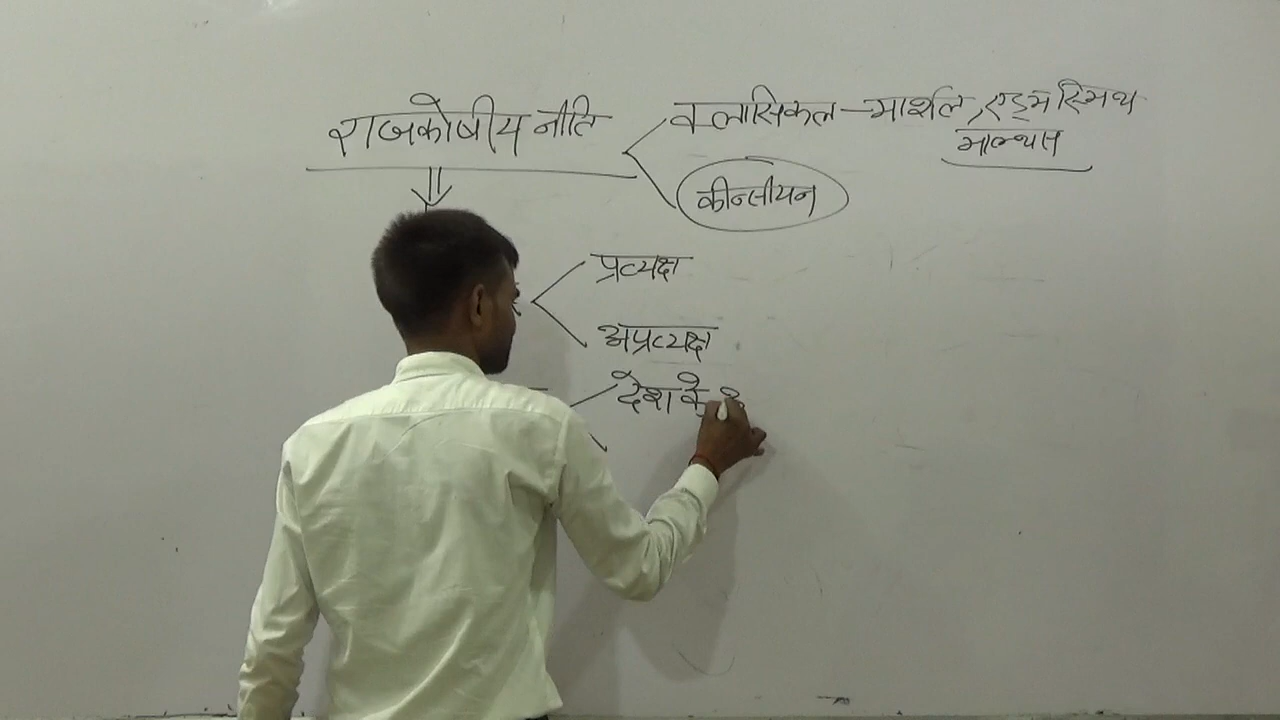 राजकोषीय नीति
क्लासिकल - मार्शल, एडम स्मिथ
माल्थस
कीन्सीयन
प्रत्यक्ष
अप्रत्यक्ष
देश के